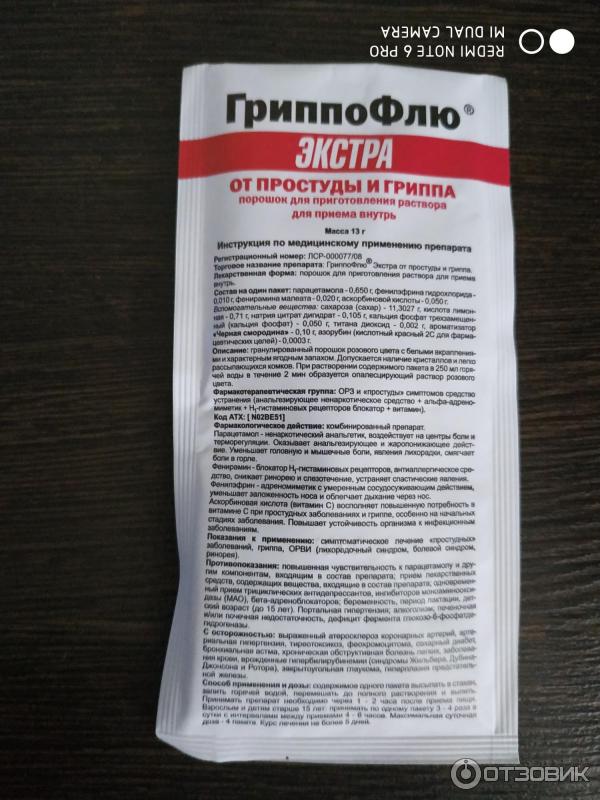 REDMI NOTE 6 PRO
MI DUAL CAMERA
ГриппоФлю®
ЭКСТРА
ОТ ПРОСТУДЫ И ГРИППА
порошок для приготовления раствора
для приема внутрь
Масса 13 г
Инструкция по медицинскому применению препарата
Регистрационный номер: ЛСР-000077/08
Торговое название препарата: ГриппоФлю® Экстра от простуды и гриппа.
Лекарственная форма: порошок для приготовления раствора для приема
внутрь.
Состав на один пакет: парацетамола - 0,650 г, фенилэфрина гидрохлорида -
0,010 г, фенирамина малеата - 0,020 г, аскорбиновой кислоты - 0,050 г.
Вспомогательные вещества: сахароза (сахар) - 11,3027 г, кислота лимон-
ная - 0,71 г, натрия цитрат дигидрат - 0,105 г, кальция фосфат трехзамещен-
ный (кальция фосфат) - 0,050 г, титана диоксид - 0,002 г, ароматизатор
«Черная смородина» - 0,10 г, азорубин (кислотный красный 2С для фарма-
цевтических целей) - 0,0003 г.
Описание: гранулированный порошок розового цвета с белыми вкраплени-
ями и характерным ягодным запахом. Допускается наличие кристаллов и легко
рассыпающихся комков. При растворении содержимого пакета в 250 мл горя-
чей воды в течение 2 мин образуется опалесцирующий раствор розового
цвета.
Фармакотерапевтическая группа: ОРЗ и «простуды» симптомов средство
устранения (анальгезирующее ненаркотическое средство + альфа-адрено-
миметик + H₁-гистаминовых рецепторов блокатор + витамин).
Код АТХ: [ N02BE51]
Фармакологическое действие: комбинированный препарат.
Парацетамол - ненаркотический анальгетик, воздействует на центры боли и
терморегуляции. Оказывает анальгезирующее и жаропонижающее дейст-
вие. Уменьшает головную и мышечные боли, явления лихорадки, смягчает
боли в горле.
Фенирамин - блокатор H₁-гистаминовых рецепторов, антиаллергическое сре-
дство, снижает ринорею и слезотечение, устраняет спастические явления.
Фенилэфрин - адреномиметик с умеренным сосудосуживающим действием,
уменьшает заложенность носа и облегчает дыхание через нос.
Аскорбиновая кислота (витамин С) восполняет повышенную потребность в
витамине С при простудных заболеваниях и гриппе, особенно на начальных
стадиях заболевания. Повышает устойчивость организма к инфекционным
заболеваниям.
Показания к применению: симптоматическое лечение «простудных»
заболеваний, гриппа, ОРВИ (лихорадочный синдром, болевой синдром,
ринорея).
Противопоказания: повышенная чувствительность к парацетамолу и дру-
гим компонентам, входящим в состав препарата; прием лекарственных
средств, содержащих вещества, входящие в состав препарата; одновремен-
ный прием трициклических антидепрессантов, ингибиторов моноаминокси-
дазы (МАО), бета-адреноблокаторов; беременность, период лактации, дет-
ский возраст (до 15 лет). Портальная гипертензия; алкоголизм, печеночная
и/или почечная недостаточность, дефицит фермента глюкозо-6-фосфатде-
гидрогеназы.
С осторожностью: выраженный атеросклероз коронарных артерий, арте-
риальная гипертензия, тиреотоксикоз, феохромоцитома, сахарный диабет,
бронхиальная астма, хроническая обструктивная болезнь легких, заболева-
ния крови, врожденные гипербилирубинемии (синдромы Жильбера, Дубина-
Джонсона и Ротора), закрытоугольная глаукома, гиперплазия предстатель-
ной железы.
Способ применения и дозы: содержимое одного пакета высыпать в стакан,
залить горячей водой, перемешать до полного растворения и выпить.
Принимать препарат необходимо через 1 - 2 часа после приема пищи.
Взрослым и детям старше 15 лет: принимать по одному пакету 3 - 4 раза в
сутки с интервалами между приемами 4 - 6 часов. Максимальная суточная
доза - 4 пакета. Курс лечения не более 5 дней.
ОТЗОВИК